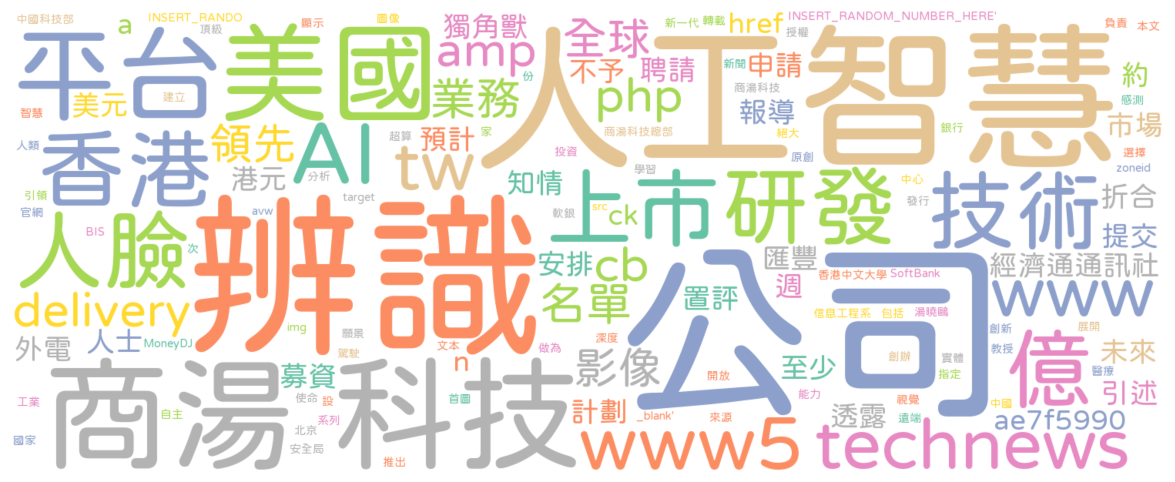 中國科技部 INSERT_RANDO 顯示 圖像 獨角獸 新一代 轉載 href INSERT_RANDOM_NUMBER_HERE' 負責 本文
頂級 a amp 全球 授權
平台 美國 人工智慧
份 不予 聘請 新聞 申請
美元 建立 業務 php 商湯科技 報導 約 感測
智慧 超算 預計 商湯科技總部 絕大 銀行 市場
人類 香港 領先 AI tw 家 投資 原創 選擇
港元 分析 知情 學習 中心 zoneid
引領 target 上市 研發 技術 折合
官網 avw 軟銀 src ck 發行
BIS 人臉 次 辨識 提交
安排 cb 匯豐 經濟通通訊社
delivery 名單 置評 週 香港中文大學 SoftBank www
信息工程系 包括 湯曉鷗
外電 人士 MoneyDJ img 願景 文本 做為 深度 公司 創新 展開
駕駛 n 影像 至少 教授 億 未來
商湯科技 募資 開放 創辦 實體 醫療
使命 首圖 能力 指定 引述
工業 自主 設 系列 計劃 _blank' 來源 透露 視覺 遠端 中國 ae7f5990
國家 北京 安全局 推出 www5 technews